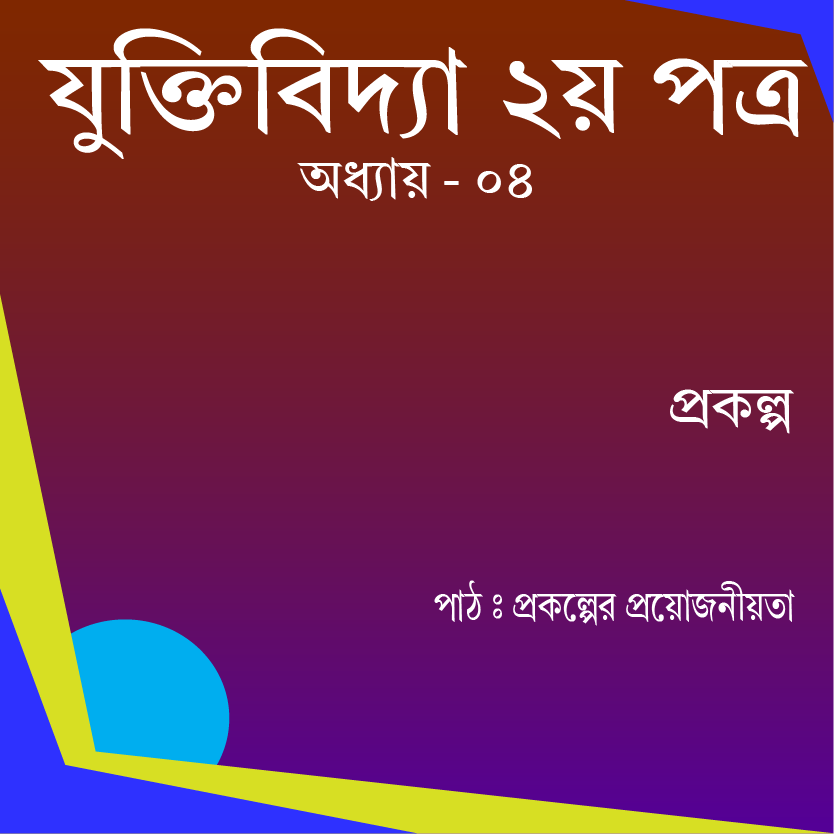 যুক্তিবিদ্যা ২য় পত্র
অধ্যায় - ০৪
প্রকল্প
পাঠ ঃ প্রকল্পের প্রয়োজনীয়তা